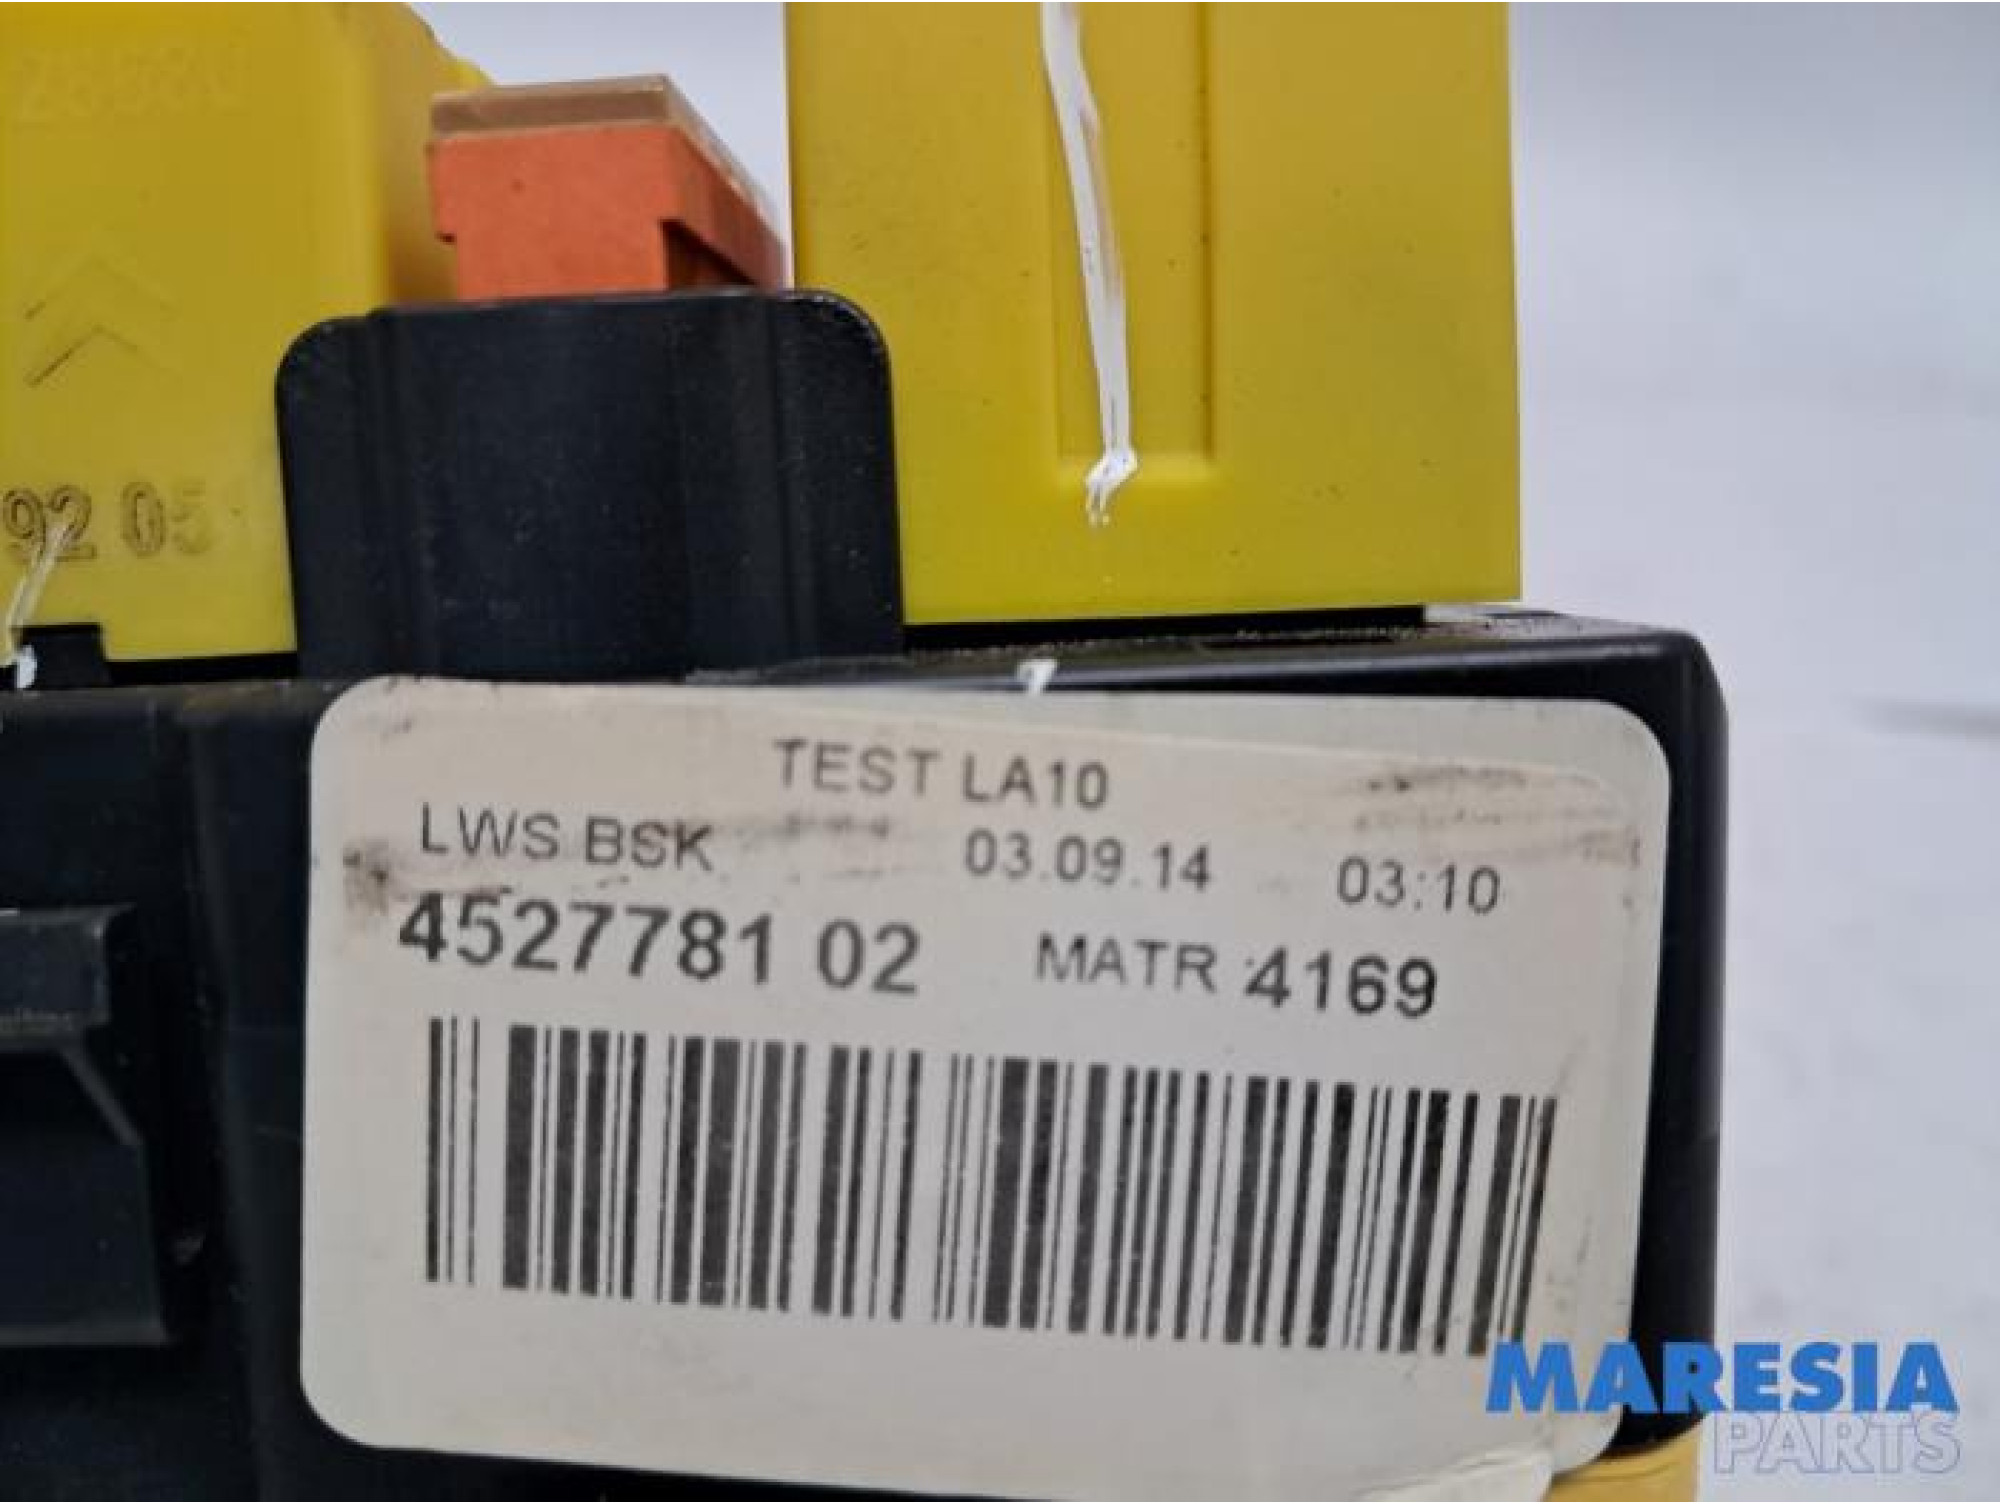 92 05
TEST LA10
LWS BSK 03.09.14 03:10
4527781 02 MATR :4169
MARESIA
PARTS